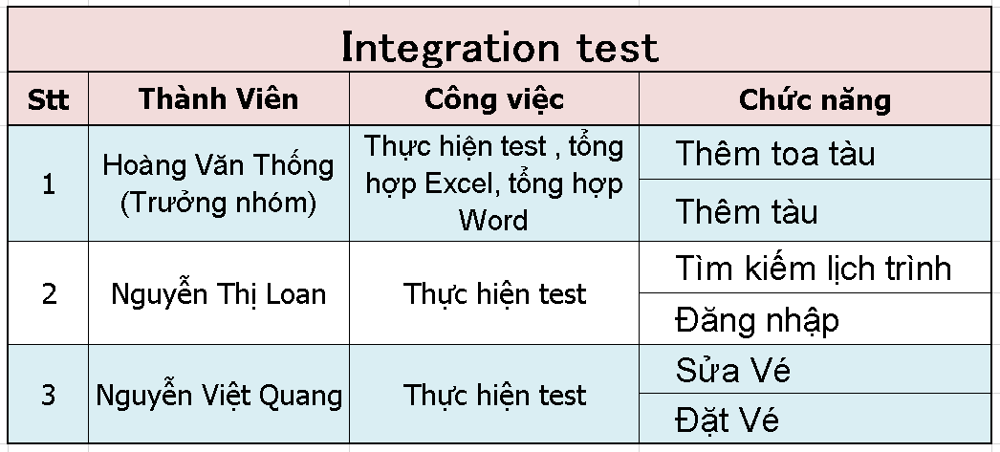 Integration test
Stt Thành Viên Công việc Chức năng
1
Hoàng Văn Thống
(Trưởng nhóm)
Thực hiện test , tổng
hợp Excel, tổng hợp
Word
Thêm toa tàu
Thêm tàu
2 Nguyễn Thị Loan Thực hiện test
Tìm kiếm lịch trình
Đăng nhập
3 Nguyễn Việt Quang Thực hiện test
Sửa Vé
Đặt Vé